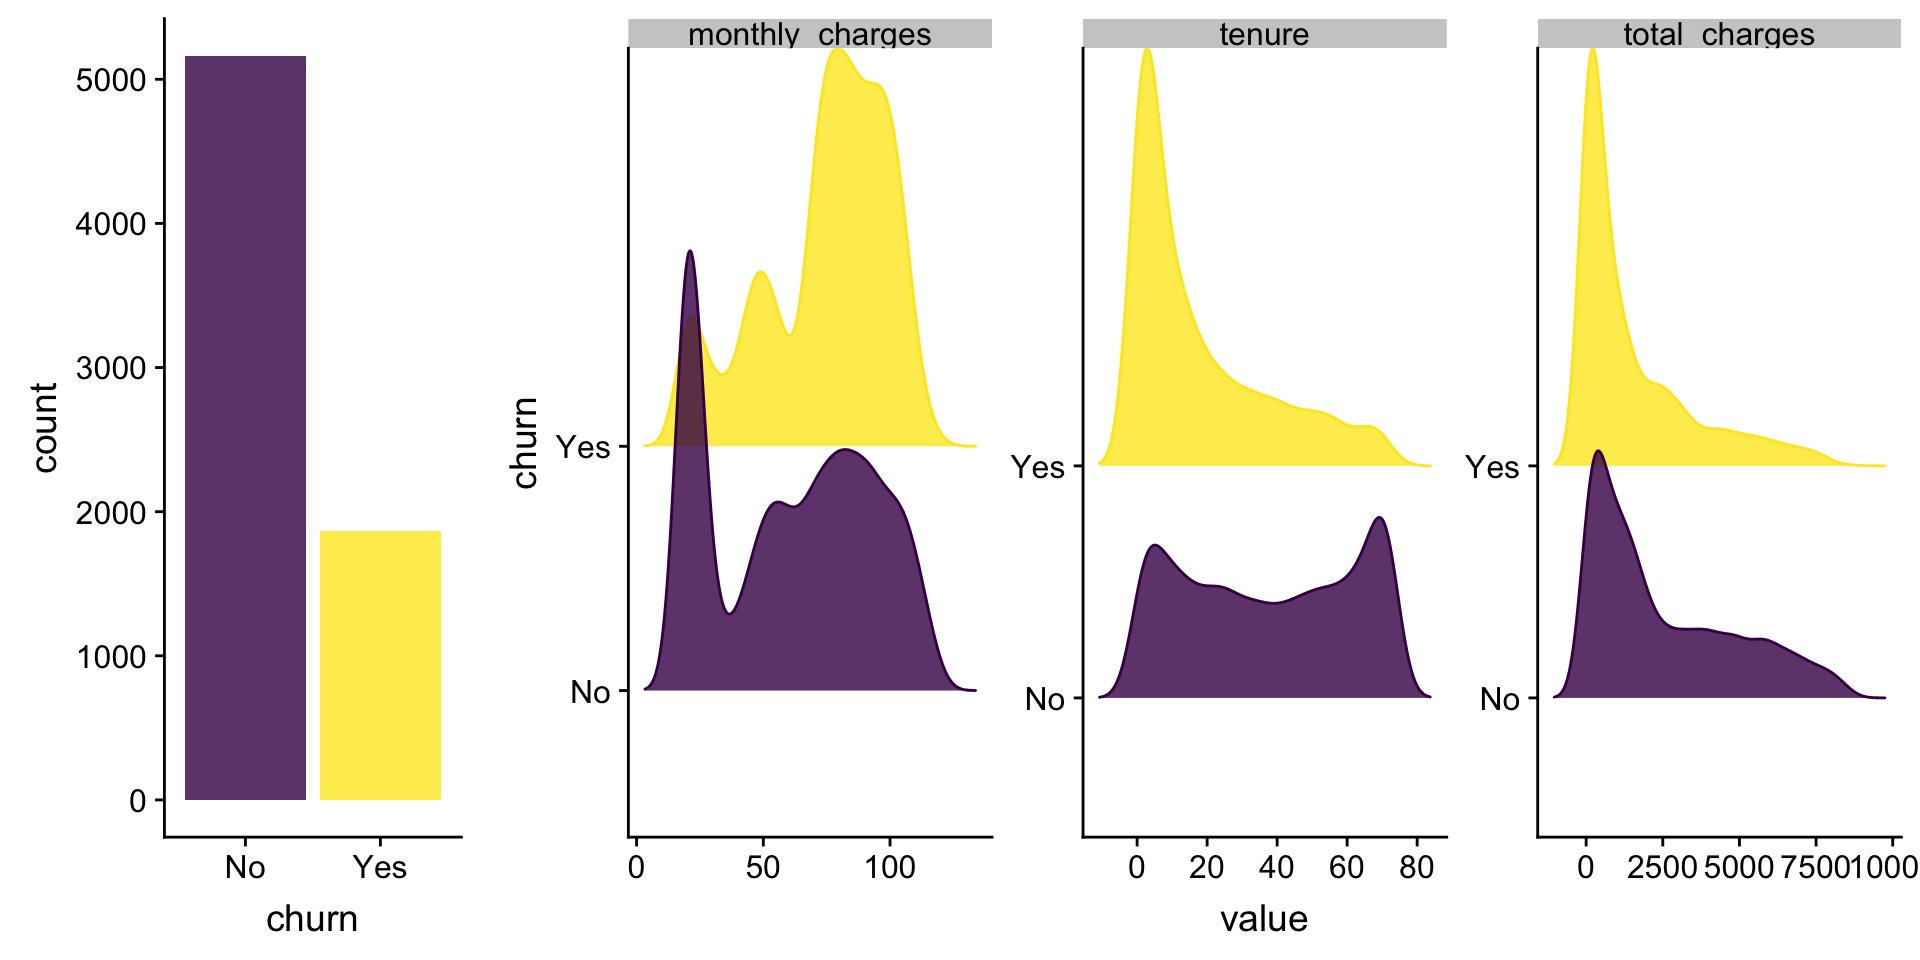 count
5000
4000
3000
2000
1000
0
No Yes
churn
churn
monthly_charges
Yes
No
0 50 100
tenure
Yes
No
0 20 40 60 80
total_charges
Yes
No
0 2500 5000 7500 1000
value